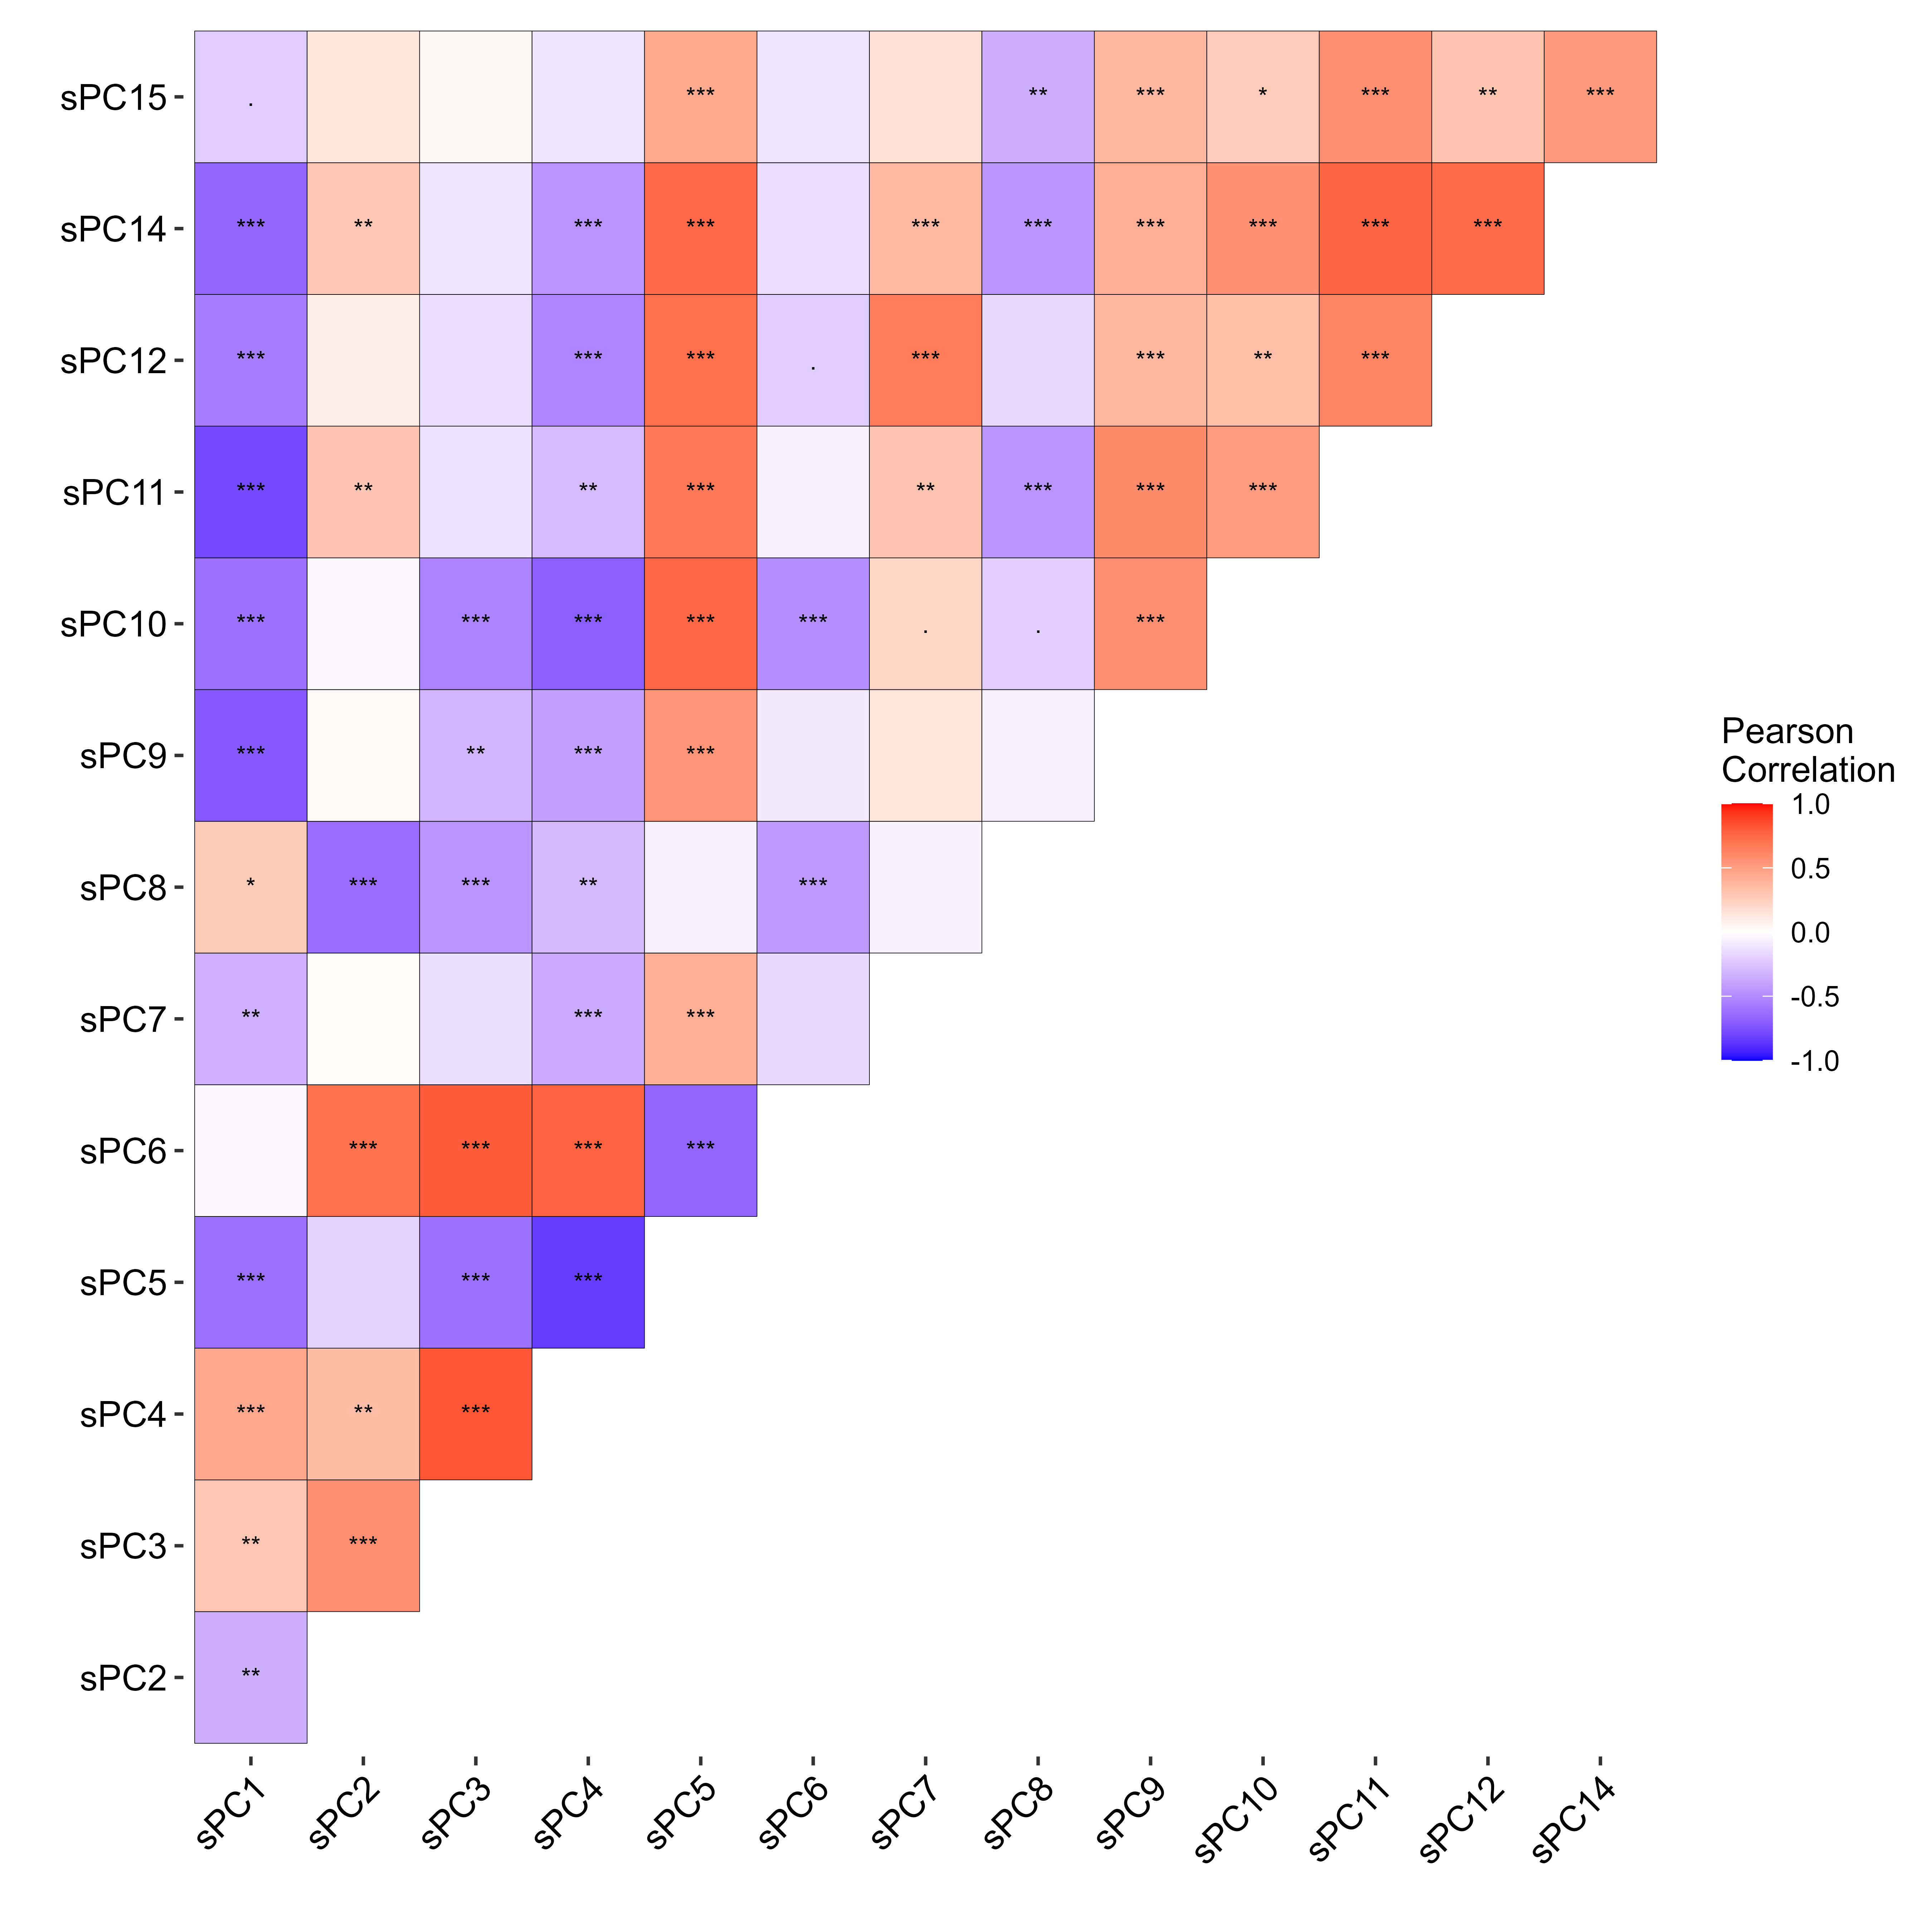 sPC15 . *** ** *** * *** ** ***
sPC14 *** ** *** *** *** *** *** *** *** ***
sPC12 *** *** *** . *** *** ** ***
sPC11 *** ** ** *** ** *** *** ***
sPC10 *** *** *** *** *** . . ***
sPC9 *** ** *** ***
sPC8 * *** *** ** ***
sPC7 ** *** ***
sPC6 *** *** *** ***
sPC5 *** *** ***
sPC4 *** ** ***
sPC3 ** ***
sPC2 **
sPC1 sPC2 sPC3 sPC4 sPC5 sPC6 sPC7 sPC8 sPC9 sPC10 sPC11 sPC12 sPC14
Pearson
Correlation
1.0
0.5
0.0
-0.5
-1.0